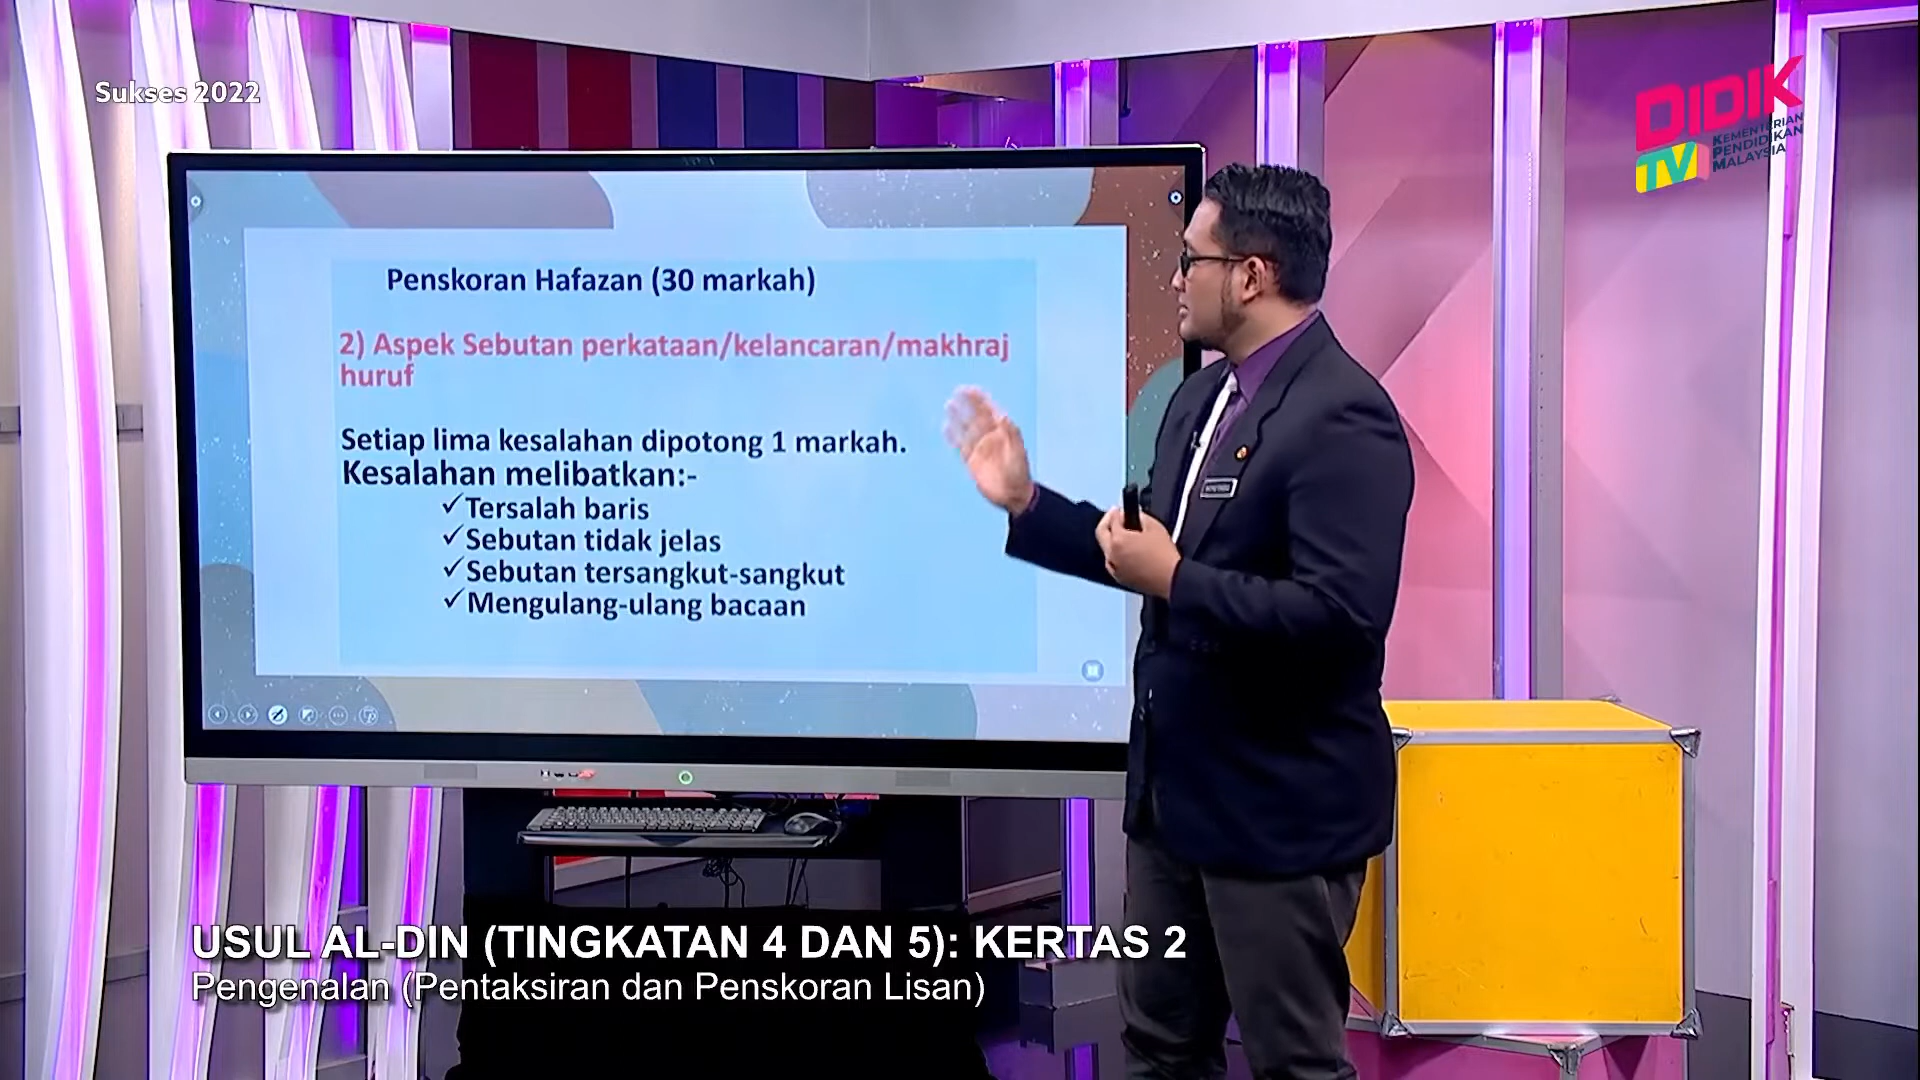 Sukses 2022
DIDIK
TV
KEMENTERIAN
PENDIDIKAN
MALAYSIA
Penskoran Hafazan (30 markah)
2) Aspek Sebutan perkataan/kelancaran/makhraj
huruf
Setiap lima kesalahan dipotong 1 markah.
Kesalahan melibatkan:-
✓Tersalah baris
✓Sebutan tidak jelas
✓Sebutan tersangkut-sangkut
✓Mengulang-ulang bacaan
USUL AL-DIN (TINGKATAN 4 DAN 5): KERTAS 2
Pengenalan (Pentaksiran dan Penskoran Lisan)